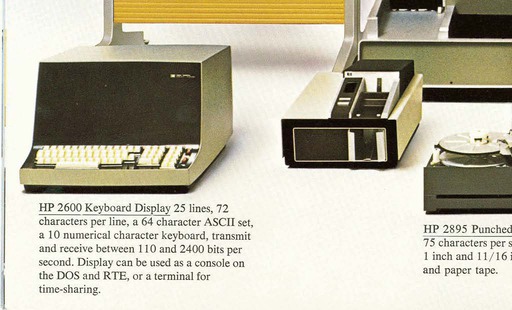 HP 2600 Keyboard Display 25 lines, 72
characters per line, a 64 character ASCII set,
a 10 numerical character keyboard, transmit
and receive between 110 and 2400 bits per
second. Display can be used as a console on
the DOS and RTE, or a terminal for
time-sharing.
HP 2895 Punched
75 characters per s
1 inch and 11/16 i
and paper tape.